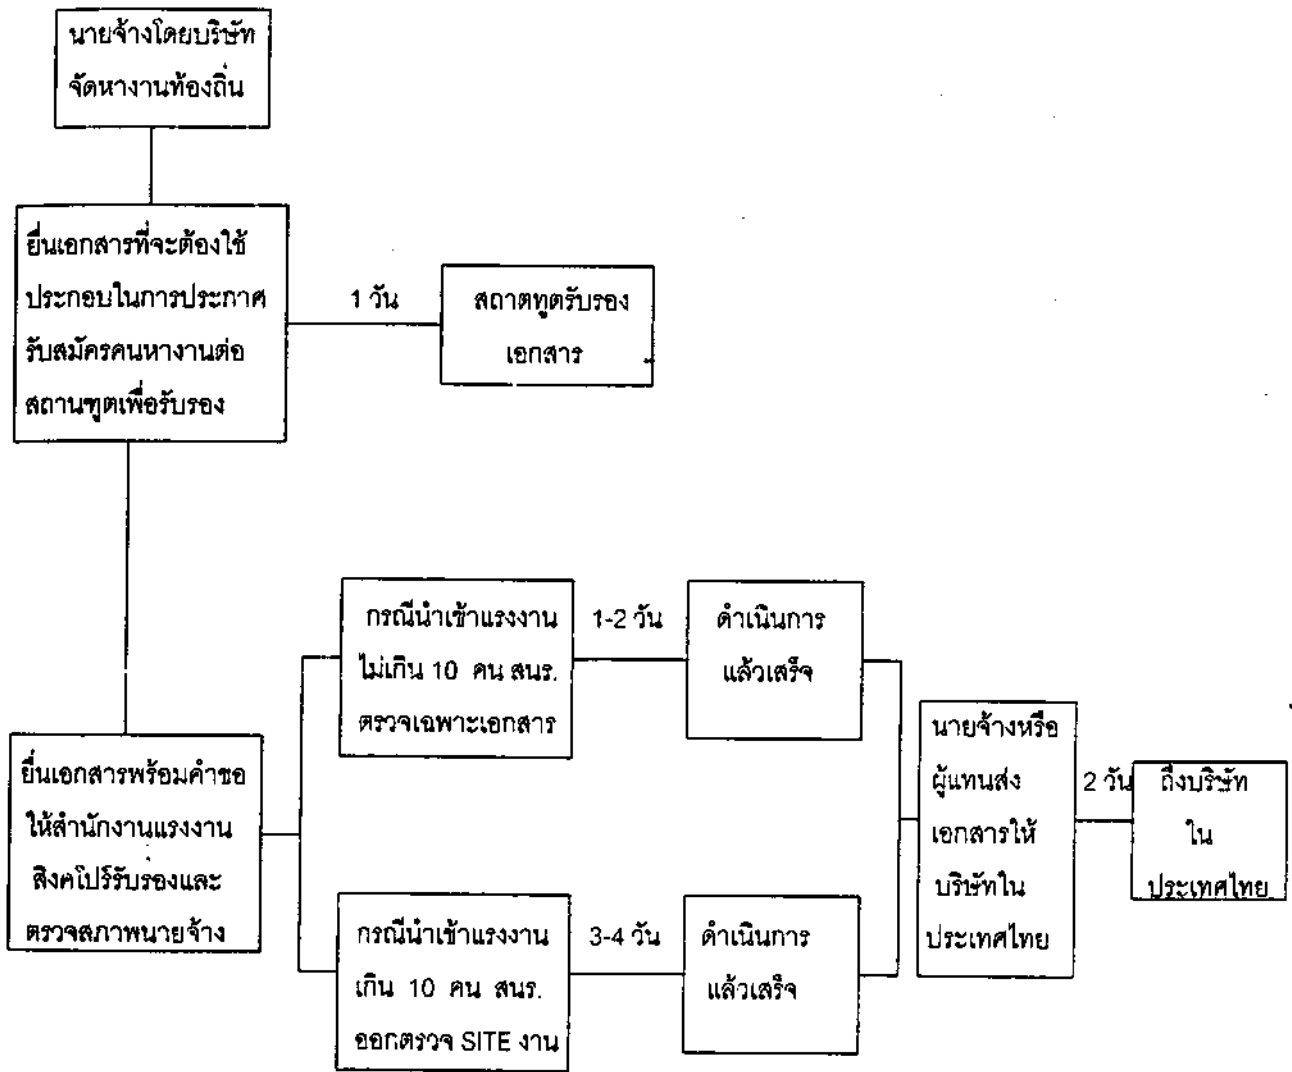 นายจ้างโดยบริษัท
จัดหางานท้องถิ่น
ยื่นเอกสารที่จะต้องใช้
ประกอบในการประกาศ
รับสมัครคนหางานต่อ
สถานฑูตเพื่อรับรอง
1 วัน
สถาตทูตรับรอง
เอกสาร
ยื่นเอกสารพร้อมคำขอ
ให้สำนักงานแรงงาน
สิงคโปร์รับรองและ
ตรวจสภาพนายจ้าง
กรณีนำเข้าแรงงาน
ไม่เกิน 10 คน สนร.
ตรวจเฉพาะเอกสาร
1-2 วัน
ดำเนินการ
แล้วเสร็จ
กรณีนำเข้าแรงงาน
เกิน 10 คน สนร.
ออกตรวจ SITE งาน
3-4 วัน
ดำเนินการ
แล้วเสร็จ
นายจ้างหรือ
ผู้แทนส่ง
เอกสารให้
บริษัทใน
ประเทศไทย
2 วัน
ถึงบริษัท
ใน
ประเทศไทย